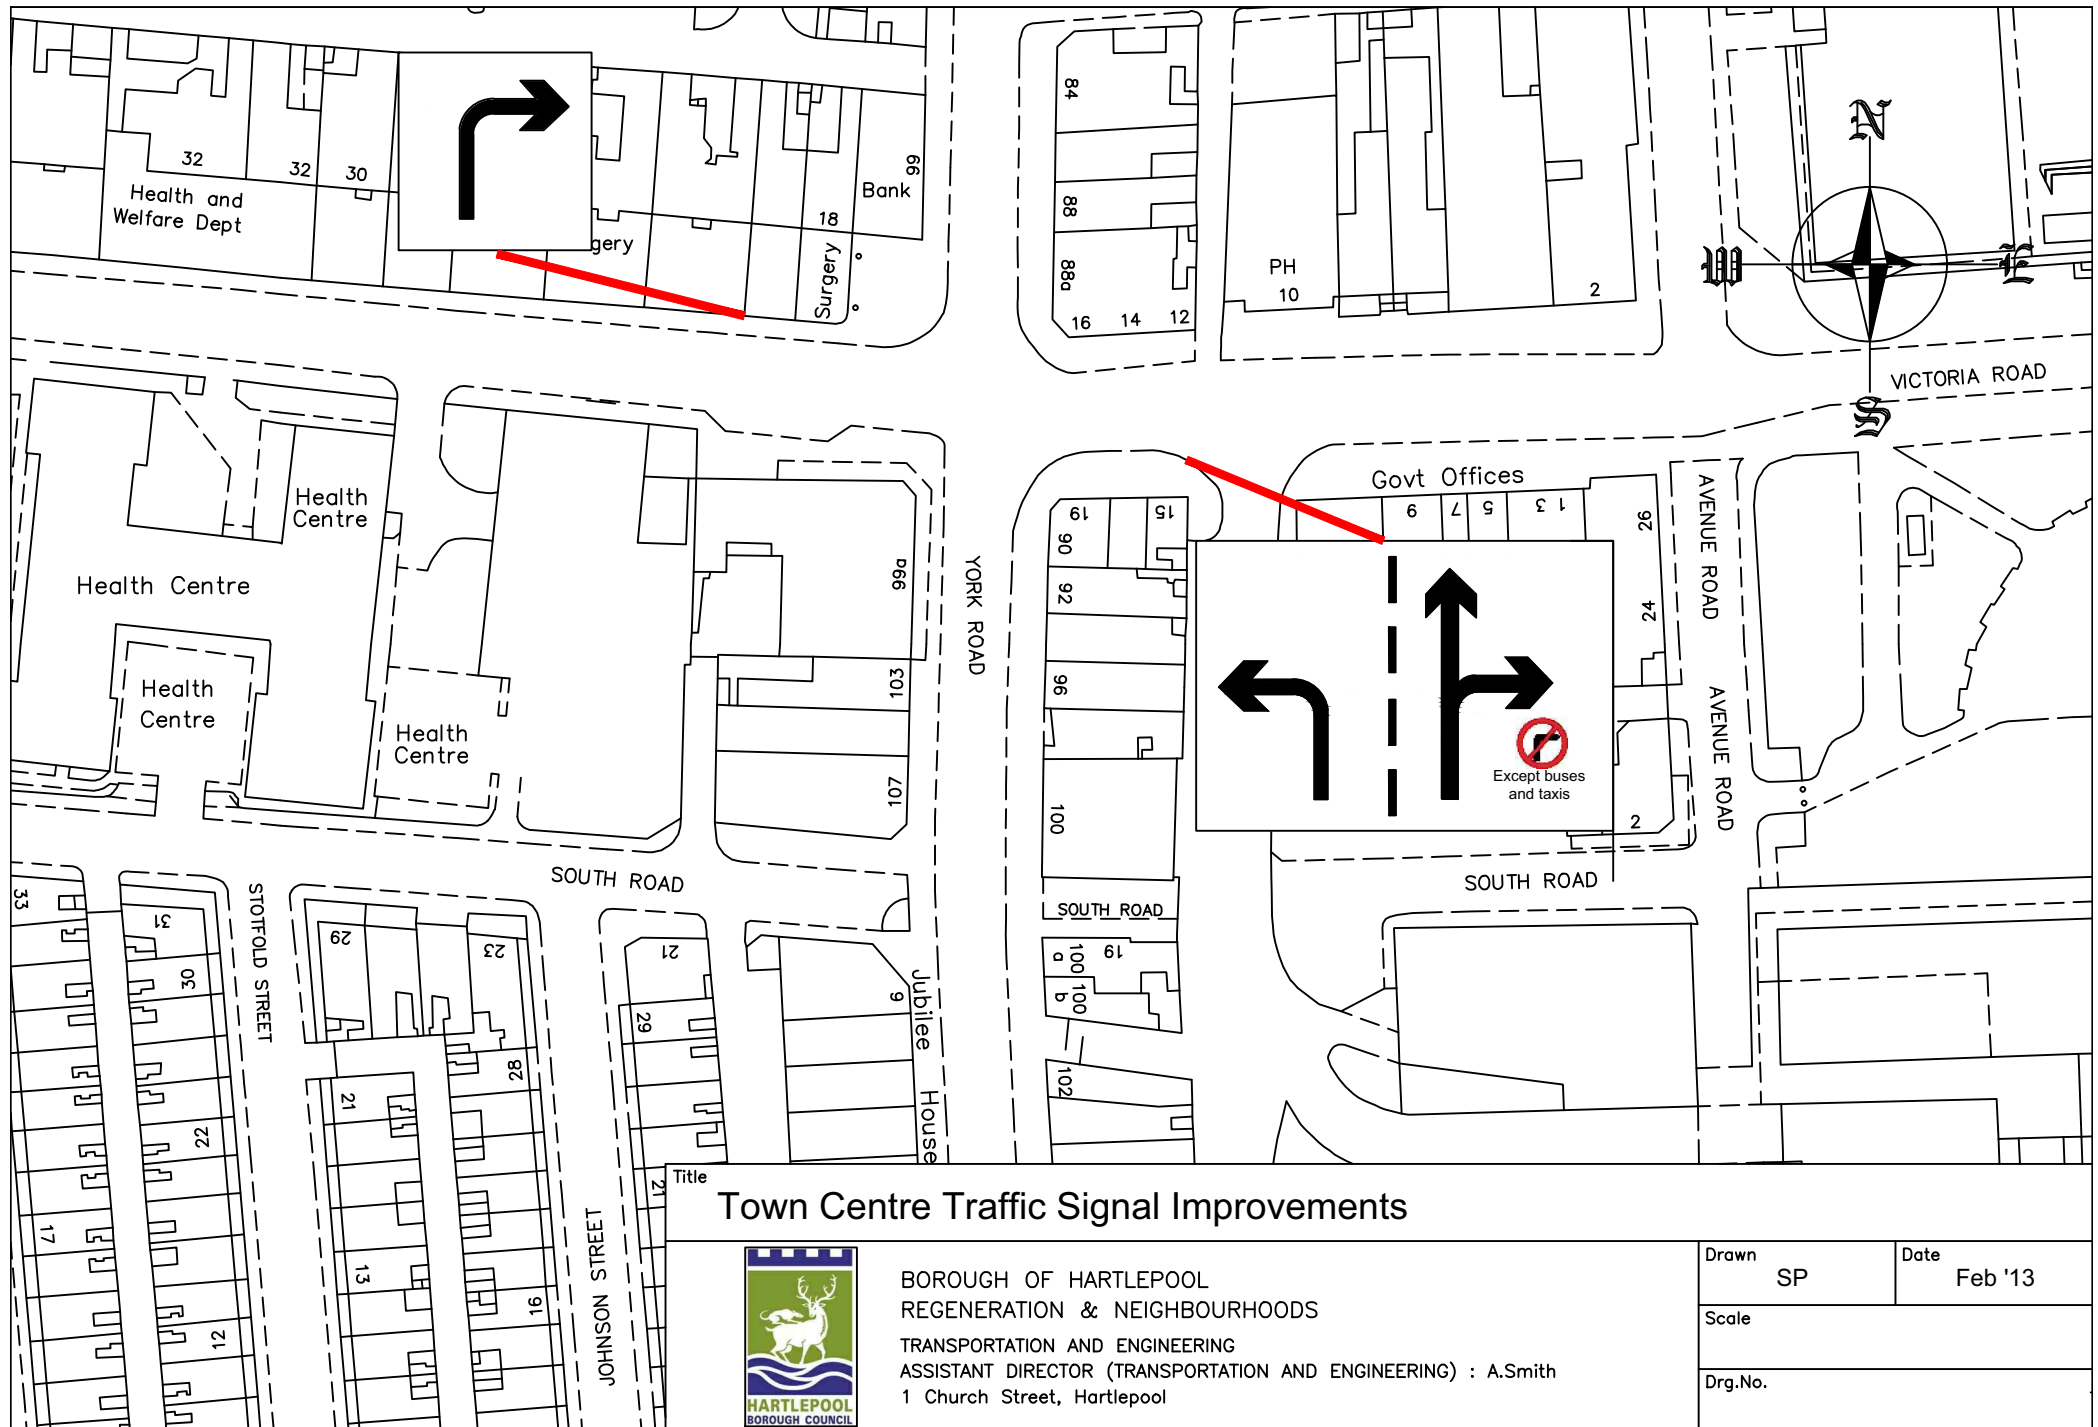 84
32
32
30
Health and
Welfare Dept
gery
18
Surgery
Bank
99
88
88a
16
14
12
PH
10
2
N
W
E
S
VICTORIA ROAD
Govt Offices
Health
Centre
Health Centre
Health
Centre
Health
Centre
99a
103
107
YORK ROAD
19
15
90
92
96
100
9
7
5
3
1
26
24
2
AVENUE ROAD
AVENUE ROAD
Except buses
and taxis
SOUTH ROAD
SOUTH ROAD
SOUTH ROAD
33
31
30
22
17
12
STOTFOLD STREET
29
23
28
21
13
16
JOHNSON STREET
21
29
21
9
Jubilee House
100
a
19
100
b
102
Title
Town Centre Traffic Signal Improvements
HARTLEPOOL
BOROUGH COUNCIL
BOROUGH OF HARTLEPOOL
REGENERATION & NEIGHBOURHOODS
TRANSPORTATION AND ENGINEERING
ASSISTANT DIRECTOR (TRANSPORTATION AND ENGINEERING) : A.Smith
1 Church Street, Hartlepool
Drawn
SP
Date
Feb '13
Scale
Drg.No.